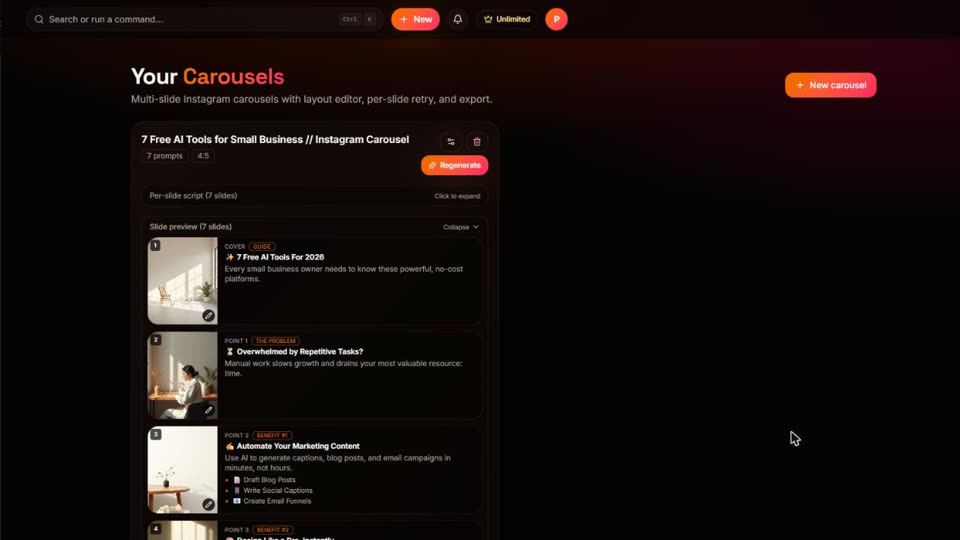 Search or run a command...
Ctrl K
+ New
Unlimited
P
Your Carousels
Multi-slide Instagram carousels with layout editor, per-slide retry, and export.
+ New carousel
7 Free AI Tools for Small Business // Instagram Carousel
7 prompts
4:5
Regenerate
Per-slide script (7 slides)
Click to expand
Slide preview (7 slides)
Collapse
1
COVER GUIDE
✨ 7 Free AI Tools For 2026
Every small business owner needs to know these powerful, no-cost
platforms.
2
POINT 1 THE PROBLEM
⏳ Overwhelmed by Repetitive Tasks?
Manual work slows growth and drains your most valuable resource:
time.
3
POINT 2 BENEFIT #1
✍️ Automate Your Marketing Content
Use AI to generate captions, blog posts, and email campaigns in
minutes, not hours.
• 📝 Draft Blog Posts
• 📱 Write Social Captions
• 📧 Create Email Funnels
4
POINT 3 BENEFIT #2
🎨 Design Like a Pro, Instantly